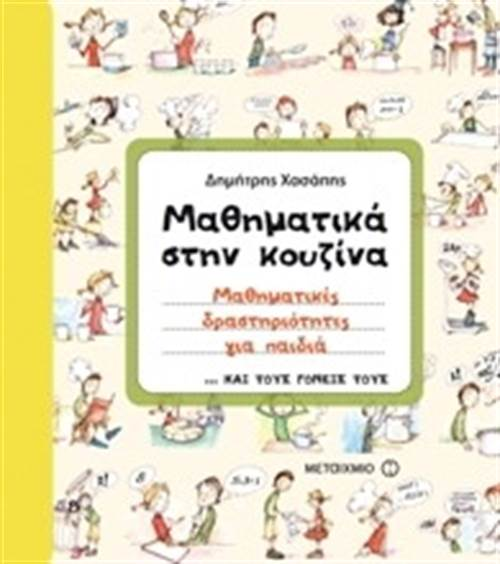 Δημήτρης Χασάπης
Μαθηματικά
στην κουζίνα
Μαθηματικές
δραστηριότητες
για παιδιά
... ΚΑΙ ΤΟΥΣ ΓΟΝΕΙΣ ΤΟΥΣ
ΜΕΤΑΙΧΜΙΟ